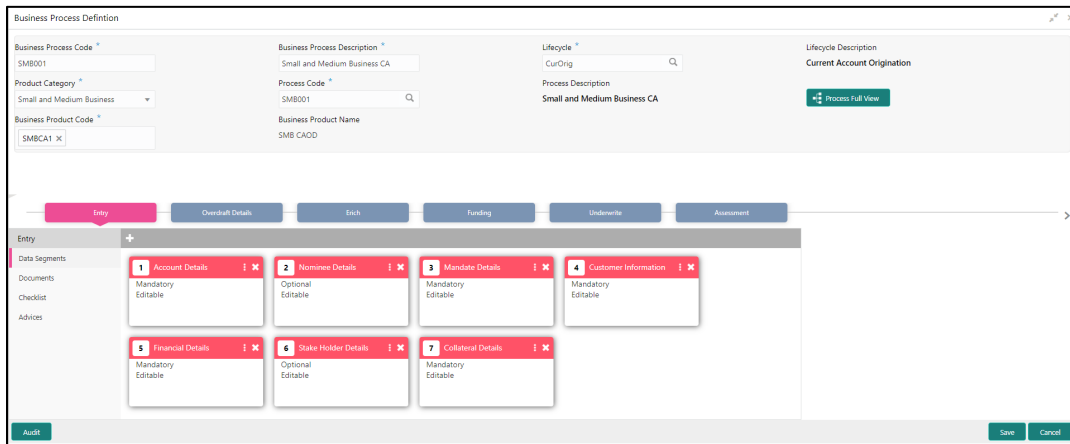 Business Process Defintion
Business Process Code *
Business Process Description *
Lifecycle *
Lifecycle Description
SMB001
Small and Medium Business CA
CurOrig
Current Account Origination
Product Category *
Process Code *
Process Description
Small and Medium Business
SMB001
Small and Medium Business CA
Process Full View
Business Product Code *
Business Product Name
SMBCA1 ×
SMB CAOD
Entry
Overdraft Details
Erich
Funding
Underwrite
Assessment
Entry
Data Segments
Documents
Checklist
Advices
1 Account Details
Mandatory
Editable
2 Nominee Details
Optional
Editable
3 Mandate Details
Mandatory
Editable
4 Customer Information
Mandatory
Editable
5 Financial Details
Mandatory
Editable
6 Stake Holder Details
Optional
Editable
7 Collateral Details
Mandatory
Editable
Audit
Save
Cancel